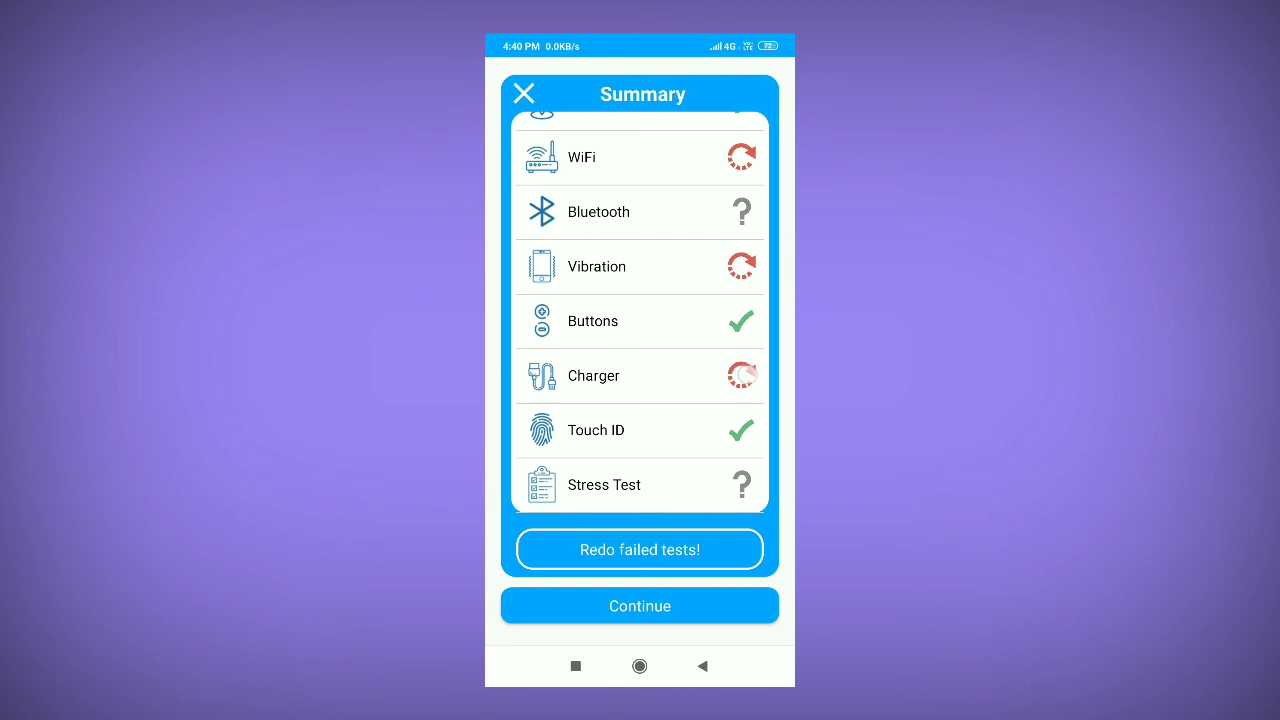 4:40 PM 0.0KB/s 4G 72
Summary
WiFi
Bluetooth
Vibration
Buttons
Charger
Touch ID
Stress Test
Redo failed tests!
Continue